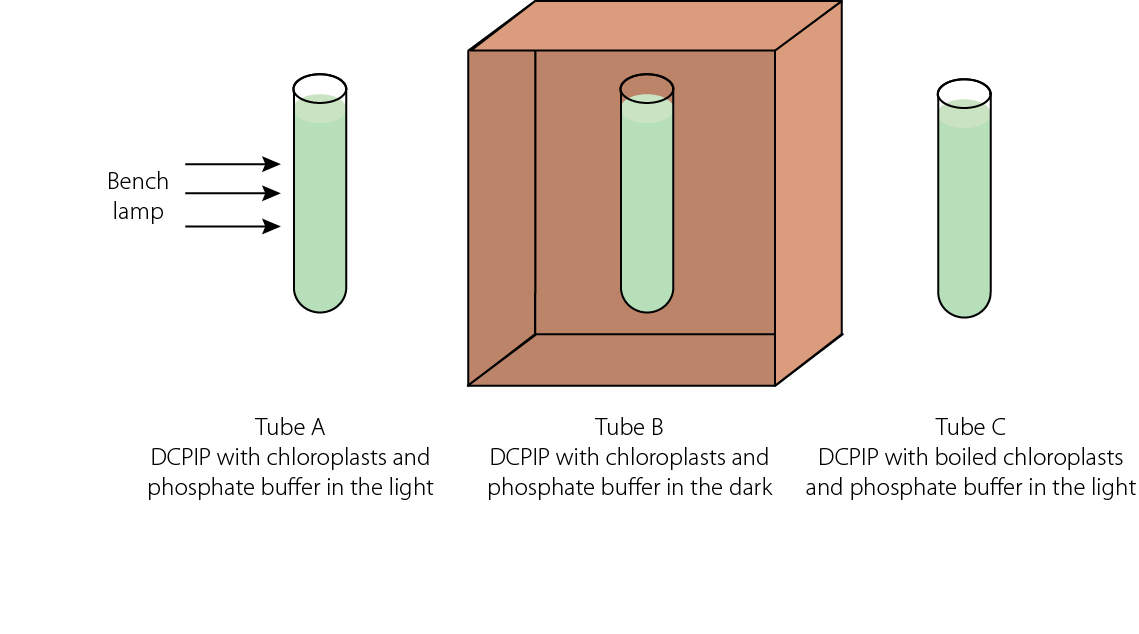 Bench
lamp
Tube A
DCPIP with chloroplasts and
phosphate buffer in the light
Tube B
DCPIP with chloroplasts and
phosphate buffer in the dark
Tube C
DCPIP with boiled chloroplasts
and phosphate buffer in the light